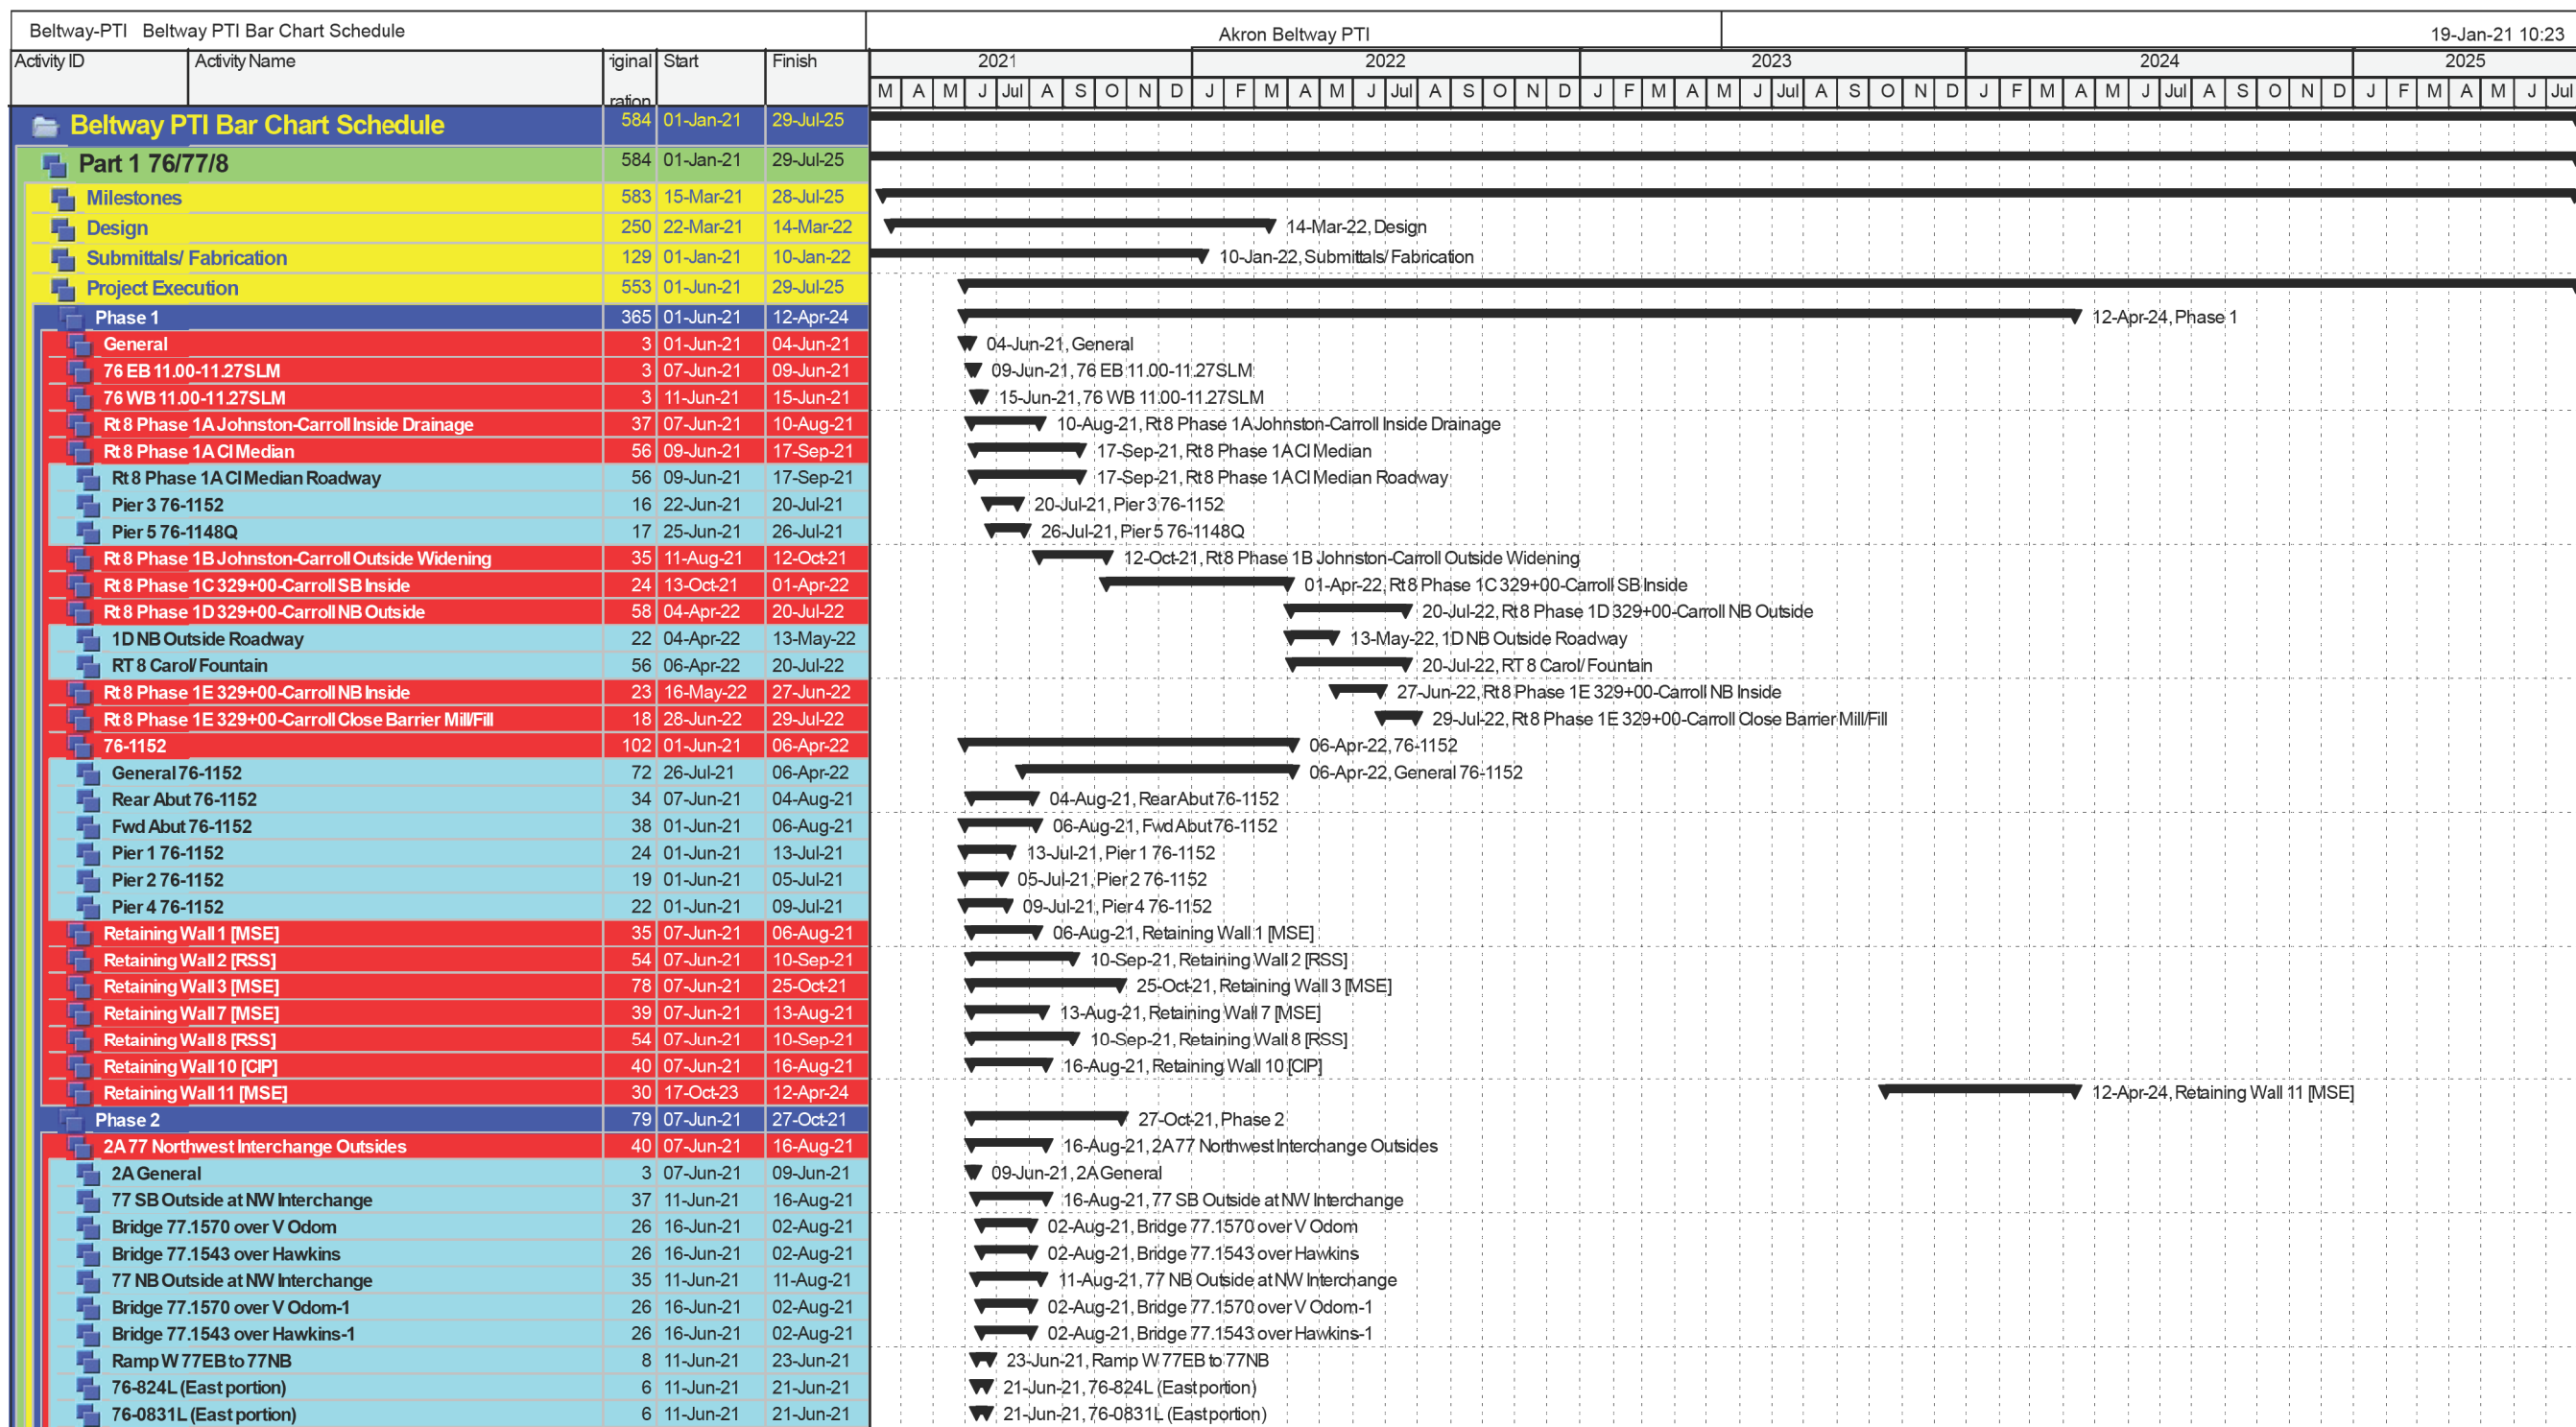 Beltway-PTI Beltway PTI Bar Chart Schedule Akron Beltway PTI 19-Jan-21 10:23
Activity ID Activity Name riginal Start Finish 2021 2022 2023 2024 2025
ration M A M J Jul A S O N D J F M A M J Jul A S O N D J F M A M J Jul A S O N D J F M A M J Jul A S O N D J F M A M J Jul
Beltway PTI Bar Chart Schedule 584 01-Jan-21 29-Jul-25
Part 1 76/77/8 584 01-Jan-21 29-Jul-25
Milestones 583 15-Mar-21 28-Jul-25
Design 250 22-Mar-21 14-Mar-22 14-Mar-22, Design
Submittals/ Fabrication 129 01-Jan-21 10-Jan-22 10-Jan-22, Submittals/ Fabrication
Project Execution 553 01-Jun-21 29-Jul-25
Phase 1 365 01-Jun-21 12-Apr-24 12-Apr-24, Phase 1
General 3 01-Jun-21 04-Jun-21 04-Jun-21, General
76 EB 11.00-11.27SLM 3 07-Jun-21 09-Jun-21 09-Jun-21, 76 EB 11.00-11.27SLM
76 WB 11.00-11.27SLM 3 11-Jun-21 15-Jun-21 15-Jun-21, 76 WB 11.00-11.27SLM
Rt 8 Phase 1A Johnston-Carroll Inside Drainage 37 07-Jun-21 10-Aug-21 10-Aug-21, Rt 8 Phase 1A Johnston-Carroll Inside Drainage
Rt 8 Phase 1A CI Median 56 09-Jun-21 17-Sep-21 17-Sep-21, Rt 8 Phase 1A CI Median
Rt 8 Phase 1A CI Median Roadway 56 09-Jun-21 17-Sep-21 17-Sep-21, Rt 8 Phase 1A CI Median Roadway
Pier 3 76-1152 16 22-Jun-21 20-Jul-21 20-Jul-21, Pier 3 76-1152
Pier 5 76-1148Q 17 25-Jun-21 26-Jul-21 26-Jul-21, Pier 5 76-1148Q
Rt 8 Phase 1B Johnston-Carroll Outside Widening 35 11-Aug-21 12-Oct-21 12-Oct-21, Rt 8 Phase 1B Johnston-Carroll Outside Widening
Rt 8 Phase 1C 329+00-Carroll SB Inside 24 13-Oct-21 01-Apr-22 01-Apr-22, Rt 8 Phase 1C 329+00-Carroll SB Inside
Rt 8 Phase 1D 329+00-Carroll NB Outside 58 04-Apr-22 20-Jul-22 20-Jul-22, Rt 8 Phase 1D 329+00-Carroll NB Outside
1D NB Outside Roadway 22 04-Apr-22 13-May-22 13-May-22, 1D NB Outside Roadway
RT 8 Carol/ Fountain 56 06-Apr-22 20-Jul-22 20-Jul-22, RT 8 Carol/ Fountain
Rt 8 Phase 1E 329+00-Carroll NB Inside 23 16-May-22 27-Jun-22 27-Jun-22, Rt 8 Phase 1E 329+00-Carroll NB Inside
Rt 8 Phase 1E 329+00-Carroll Close Barrier Mill/Fill 18 28-Jun-22 29-Jul-22 29-Jul-22, Rt 8 Phase 1E 329+00-Carroll Close Barrier Mill/Fill
76-1152 102 01-Jun-21 06-Apr-22 06-Apr-22, 76-1152
General 76-1152 72 26-Jul-21 06-Apr-22 06-Apr-22, General 76-1152
Rear Abut 76-1152 34 07-Jun-21 04-Aug-21 04-Aug-21, Rear Abut 76-1152
Fwd Abut 76-1152 38 01-Jun-21 06-Aug-21 06-Aug-21, Fwd Abut 76-1152
Pier 1 76-1152 24 01-Jun-21 13-Jul-21 13-Jul-21, Pier 1 76-1152
Pier 2 76-1152 19 01-Jun-21 05-Jul-21 05-Jul-21, Pier 2 76-1152
Pier 4 76-1152 22 01-Jun-21 09-Jul-21 09-Jul-21, Pier 4 76-1152
Retaining Wall 1 [MSE] 35 07-Jun-21 06-Aug-21 06-Aug-21, Retaining Wall 1 [MSE]
Retaining Wall 2 [RSS] 54 07-Jun-21 10-Sep-21 10-Sep-21, Retaining Wall 2 [RSS]
Retaining Wall 3 [MSE] 78 07-Jun-21 25-Oct-21 25-Oct-21, Retaining Wall 3 [MSE]
Retaining Wall 7 [MSE] 39 07-Jun-21 13-Aug-21 13-Aug-21, Retaining Wall 7 [MSE]
Retaining Wall 8 [RSS] 54 07-Jun-21 10-Sep-21 10-Sep-21, Retaining Wall 8 [RSS]
Retaining Wall 10 [CIP] 40 07-Jun-21 16-Aug-21 16-Aug-21, Retaining Wall 10 [CIP]
Retaining Wall 11 [MSE] 30 17-Oct-23 12-Apr-24 12-Apr-24, Retaining Wall 11 [MSE]
Phase 2 79 07-Jun-21 27-Oct-21 27-Oct-21, Phase 2
2A 77 Northwest Interchange Outsides 40 07-Jun-21 16-Aug-21 16-Aug-21, 2A 77 Northwest Interchange Outsides
2A General 3 07-Jun-21 09-Jun-21 09-Jun-21, 2A General
77 SB Outside at NW Interchange 37 11-Jun-21 16-Aug-21 16-Aug-21, 77 SB Outside at NW Interchange
Bridge 77.1570 over V Odom 26 16-Jun-21 02-Aug-21 02-Aug-21, Bridge 77.1570 over V Odom
Bridge 77.1543 over Hawkins 26 16-Jun-21 02-Aug-21 02-Aug-21, Bridge 77.1543 over Hawkins
77 NB Outside at NW Interchange 35 11-Jun-21 11-Aug-21 11-Aug-21, 77 NB Outside at NW Interchange
Bridge 77.1570 over V Odom-1 26 16-Jun-21 02-Aug-21 02-Aug-21, Bridge 77.1570 over V Odom-1
Bridge 77.1543 over Hawkins-1 26 16-Jun-21 02-Aug-21 02-Aug-21, Bridge 77.1543 over Hawkins-1
Ramp W 77EB to 77NB 8 11-Jun-21 23-Jun-21 23-Jun-21, Ramp W 77EB to 77NB
76-824L (East portion) 6 11-Jun-21 21-Jun-21 21-Jun-21, 76-824L (East portion)
76-0831L (East portion) 6 11-Jun-21 21-Jun-21 21-Jun-21, 76-0831L (East portion)